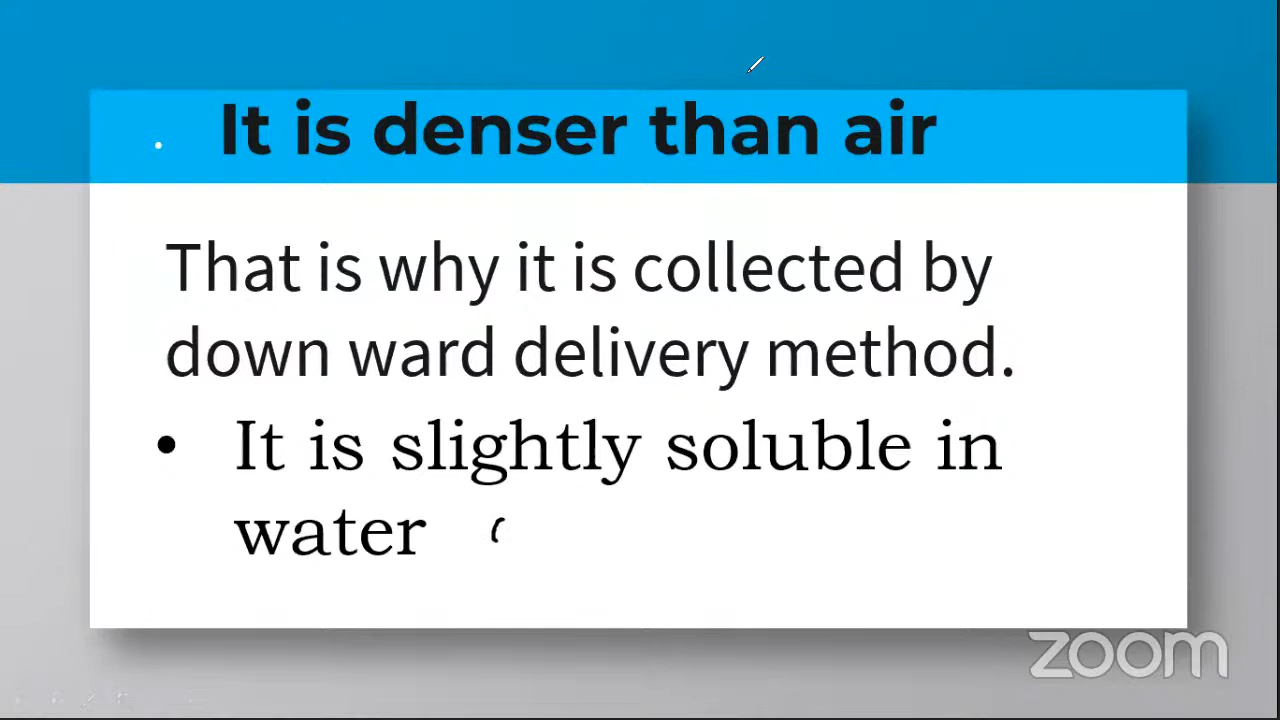 It is denser than air
That is why it is collected by
down ward delivery method.
• It is slightly soluble in
water (
zoom